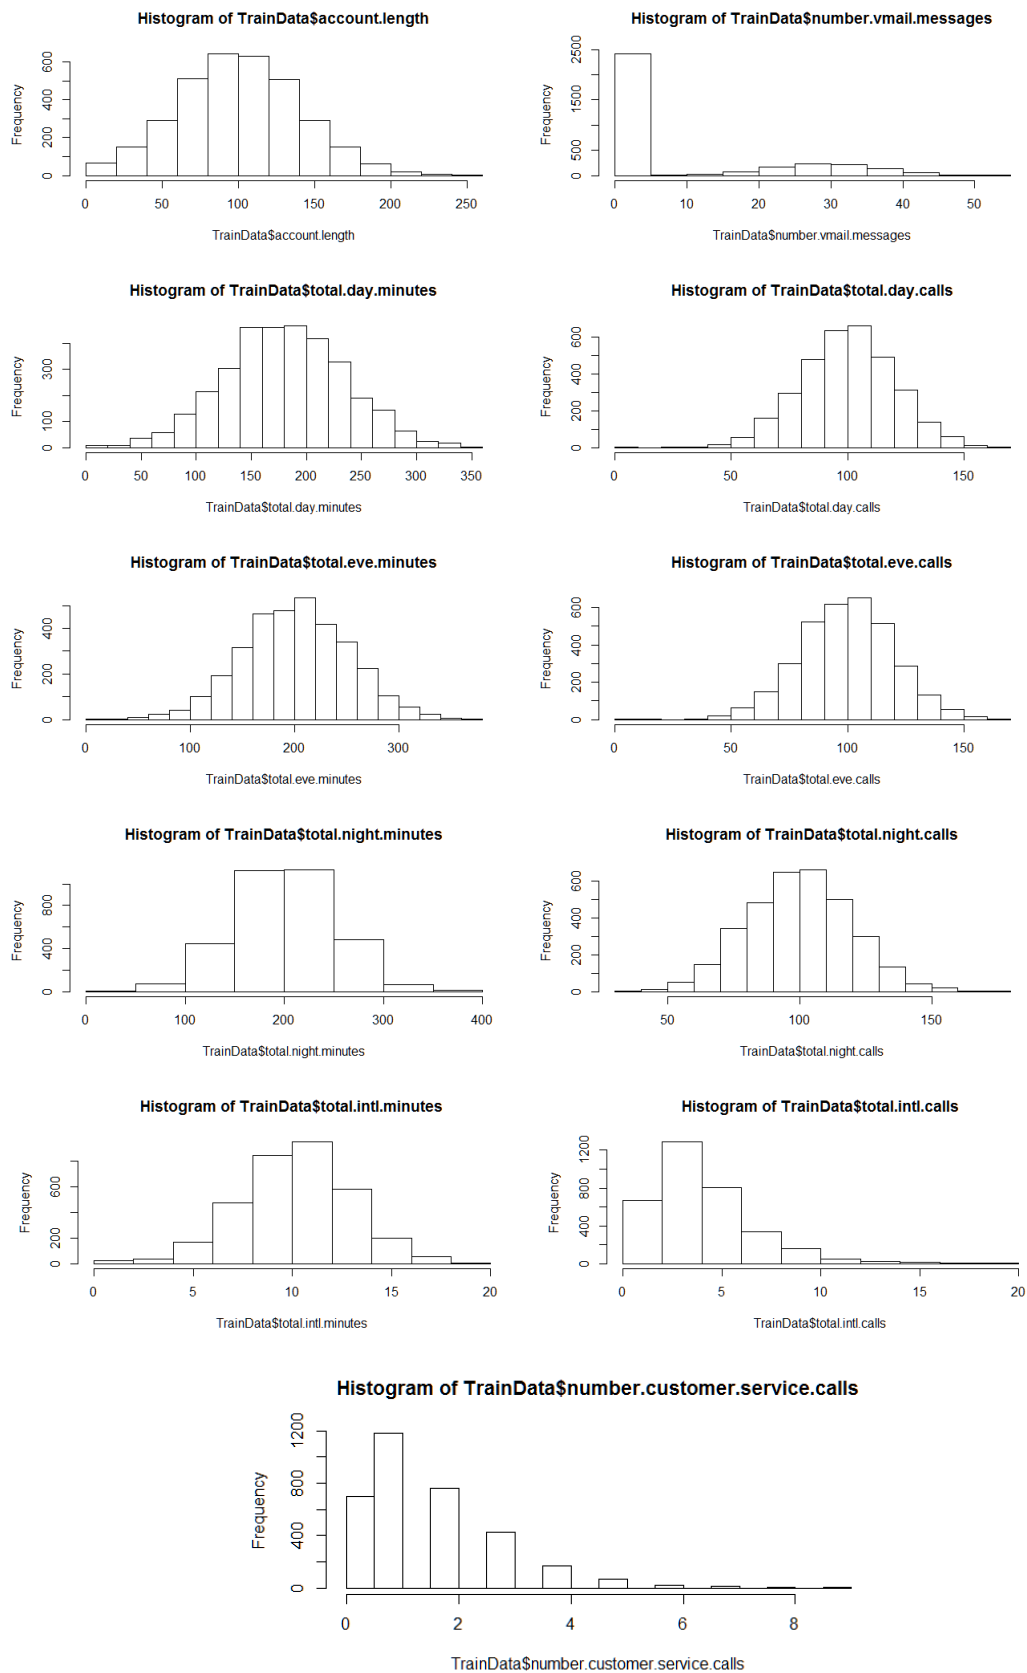 Histogram of TrainData$account.length
Frequency
0 200 400 600
0 50 100 150 200 250
TrainData$account.length
Histogram of TrainData$number.vmail.messages
Frequency
0 500 1500 2500
0 10 20 30 40 50
TrainData$number.vmail.messages
Histogram of TrainData$total.day.minutes
Frequency
0 100 300
0 50 100 150 200 250 300 350
TrainData$total.day.minutes
Histogram of TrainData$total.day.calls
Frequency
0 200 400 600
0 50 100 150
TrainData$total.day.calls
Histogram of TrainData$total.eve.minutes
Frequency
0 200 400
0 100 200 300
TrainData$total.eve.minutes
Histogram of TrainData$total.eve.calls
Frequency
0 200 400 600
0 50 100 150
TrainData$total.eve.calls
Histogram of TrainData$total.night.minutes
Frequency
0 400 800
0 100 200 300 400
TrainData$total.night.minutes
Histogram of TrainData$total.night.calls
Frequency
0 200 400 600
50 100 150
TrainData$total.night.calls
Histogram of TrainData$total.intl.minutes
Frequency
0 200 600
0 5 10 15 20
TrainData$total.intl.minutes
Histogram of TrainData$total.intl.calls
Frequency
0 400 800 1200
0 5 10 15 20
TrainData$total.intl.calls
Histogram of TrainData$number.customer.service.calls
Frequency
0 400 800 1200
0 2 4 6 8
TrainData$number.customer.service.calls